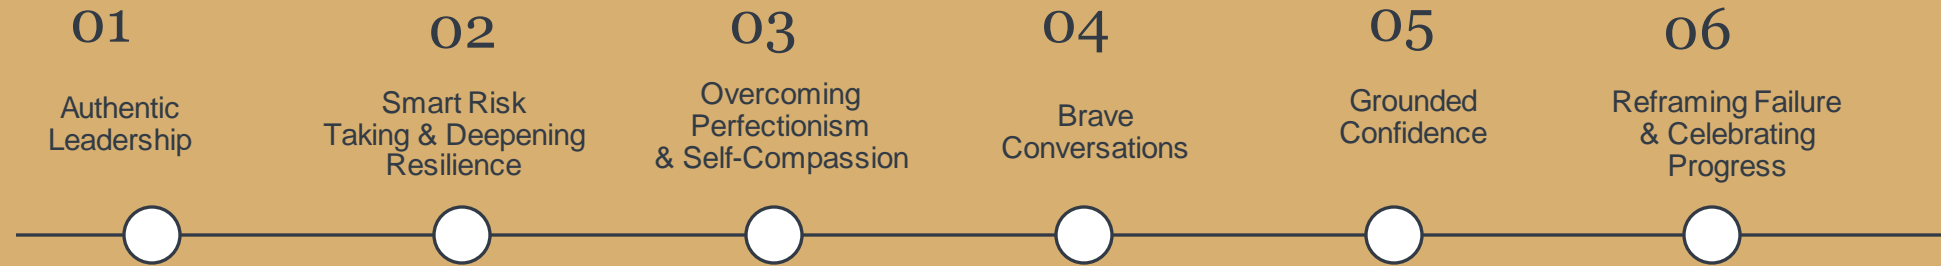 01
Authentic
Leadership
02
Smart Risk
Taking & Deepening
Resilience
03
Overcoming
Perfectionism
& Self-Compassion
04
Brave
Conversations
05
Grounded
Confidence
06
Reframing Failure
& Celebrating
Progress